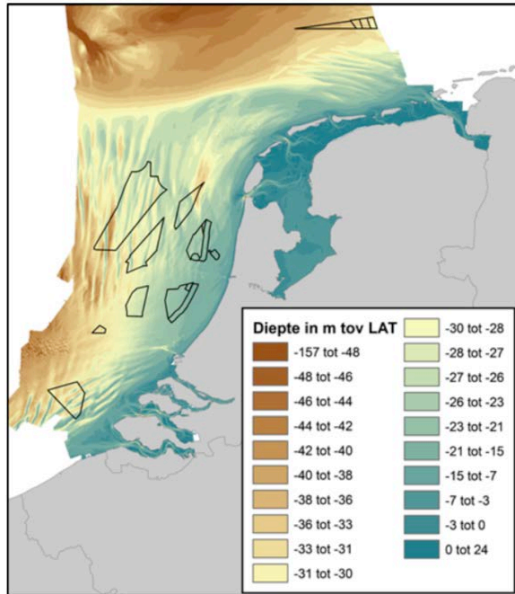 Diepte in m tov LAT
-157 tot -48
-48 tot -46
-46 tot -44
-44 tot -42
-42 tot -40
-40 tot -38
-38 tot -36
-36 tot -33
-33 tot -31
-31 tot -30
-30 tot -28
-28 tot -27
-27 tot -26
-26 tot -23
-23 tot -21
-21 tot -15
-15 tot -7
-7 tot -3
-3 tot 0
0 tot 24